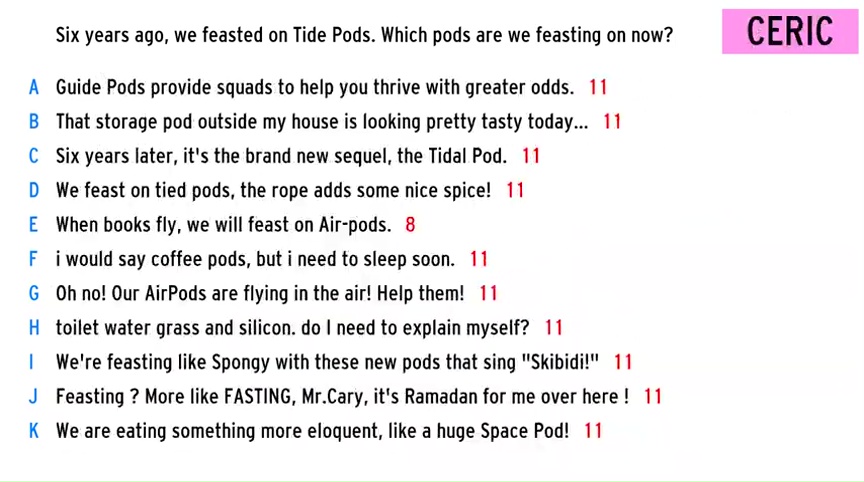 Six years ago, we feasted on Tide Pods. Which pods are we feasting on now?
CERIC
A Guide Pods provide squads to help you thrive with greater odds. 11
B That storage pod outside my house is looking pretty tasty today... 11
C Six years later, it's the brand new sequel, the Tidal Pod. 11
D We feast on tied pods, the rope adds some nice spice! 11
E When books fly, we will feast on Air-pods. 8
F i would say coffee pods, but i need to sleep soon. 11
G Oh no! Our AirPods are flying in the air! Help them! 11
H toilet water grass and silicon. do I need to explain myself? 11
I We're feasting like Spongy with these new pods that sing "Skibidi!" 11
J Feasting ? More like FASTING, Mr.Cary, it's Ramadan for me over here ! 11
K We are eating something more eloquent, like a huge Space Pod! 11